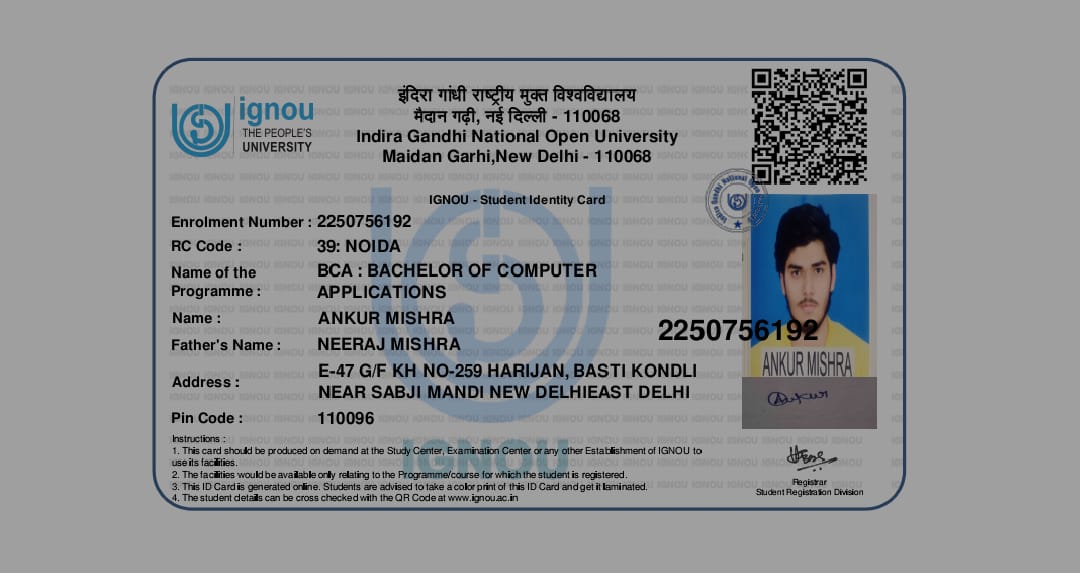 ignou
THE PEOPLE'S
UNIVERSITY
इंदिरा गांधी राष्ट्रीय मुक्त विश्वविद्यालय
मैदान गढ़ी, नई दिल्ली - 110068
Indira Gandhi National Open University
Maidan Garhi,New Delhi - 110068
IGNOU - Student Identity Card
Enrolment Number : 2250756192
RC Code : 39: NOIDA
Name of the Programme : BCA : BACHELOR OF COMPUTER APPLICATIONS
Name : ANKUR MISHRA
Father's Name : NEERAJ MISHRA
Address : E-47 G/F KH NO-259 HARIJAN, BASTI KONDLI
NEAR SABJI MANDI NEW DELHIEAST DELHI
Pin Code : 110096
2250756192
ANKUR MISHRA
Ankur
IGNOU
Instructions :
1. This card should be produced on demand at the Study Center, Examination Center or any other Establishment of IGNOU to
use its facilities.
2. The facilities would be available only relating to the Programme/course for which the student is registered.
3. This ID Card is generated online. Students are advised to take a color print of this ID Card and get it laminated.
4. The student details can be cross checked with the QR Code at www.ignou.ac.in
Registrar
Student Registration Division